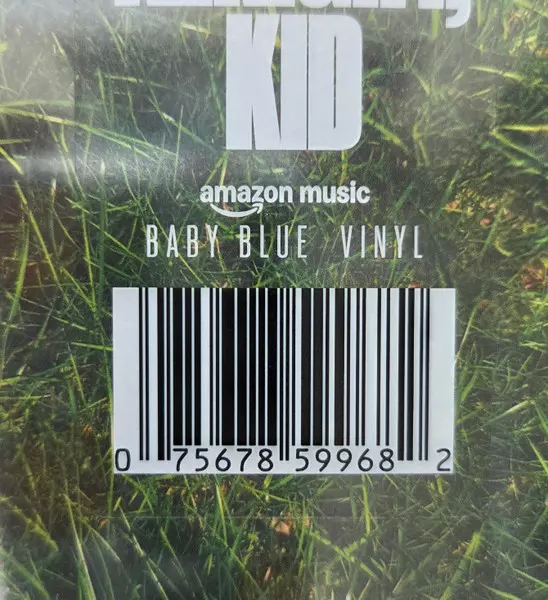 KID
amazon music
BABY BLUE VINYL
0 75678 59968 2